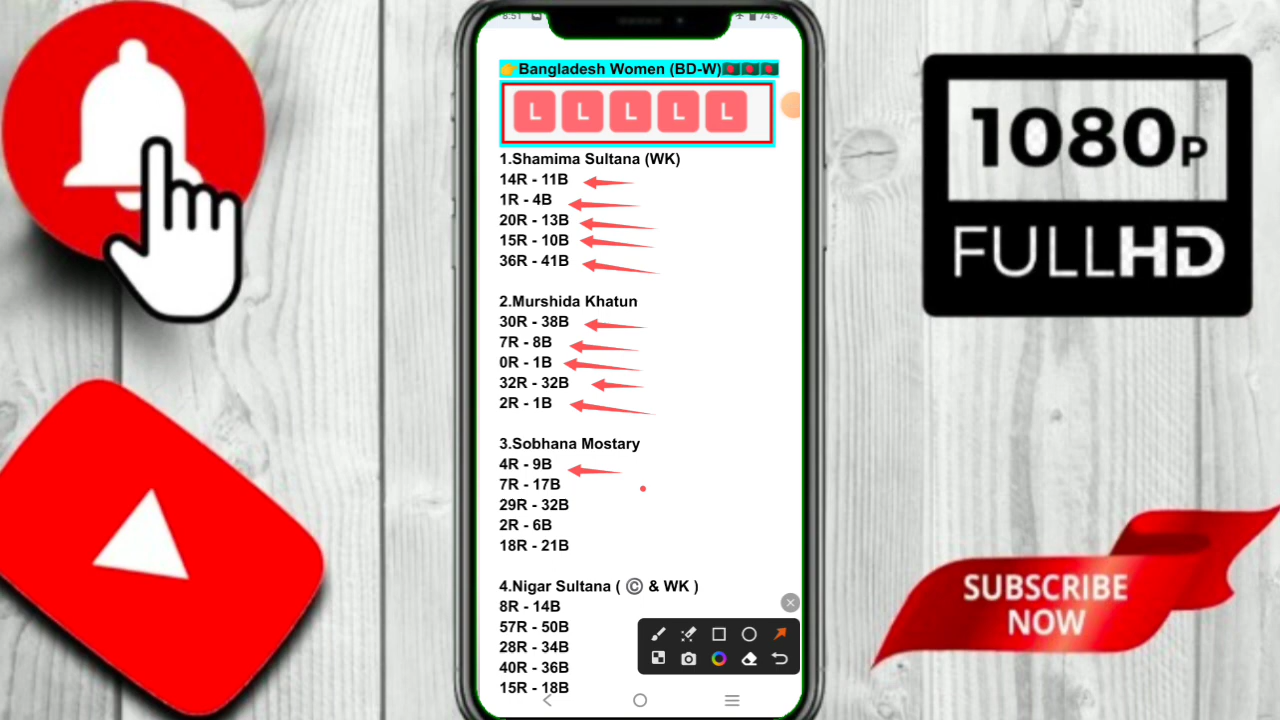 8:51
74%
👉Bangladesh Women (BD-W)🇧🇩🇧🇩🇧🇩
L L L L L
1.Shamima Sultana (WK)
14R - 11B
1R - 4B
20R - 13B
15R - 10B
36R - 41B
2.Murshida Khatun
30R - 38B
7R - 8B
0R - 1B
32R - 32B
2R - 1B
3.Sobhana Mostary
4R - 9B
7R - 17B
29R - 32B
2R - 6B
18R - 21B
4.Nigar Sultana ( © & WK )
8R - 14B
57R - 50B
28R - 34B
40R - 36B
15R - 18B
1080P
FULLHD
SUBSCRIBE
NOW